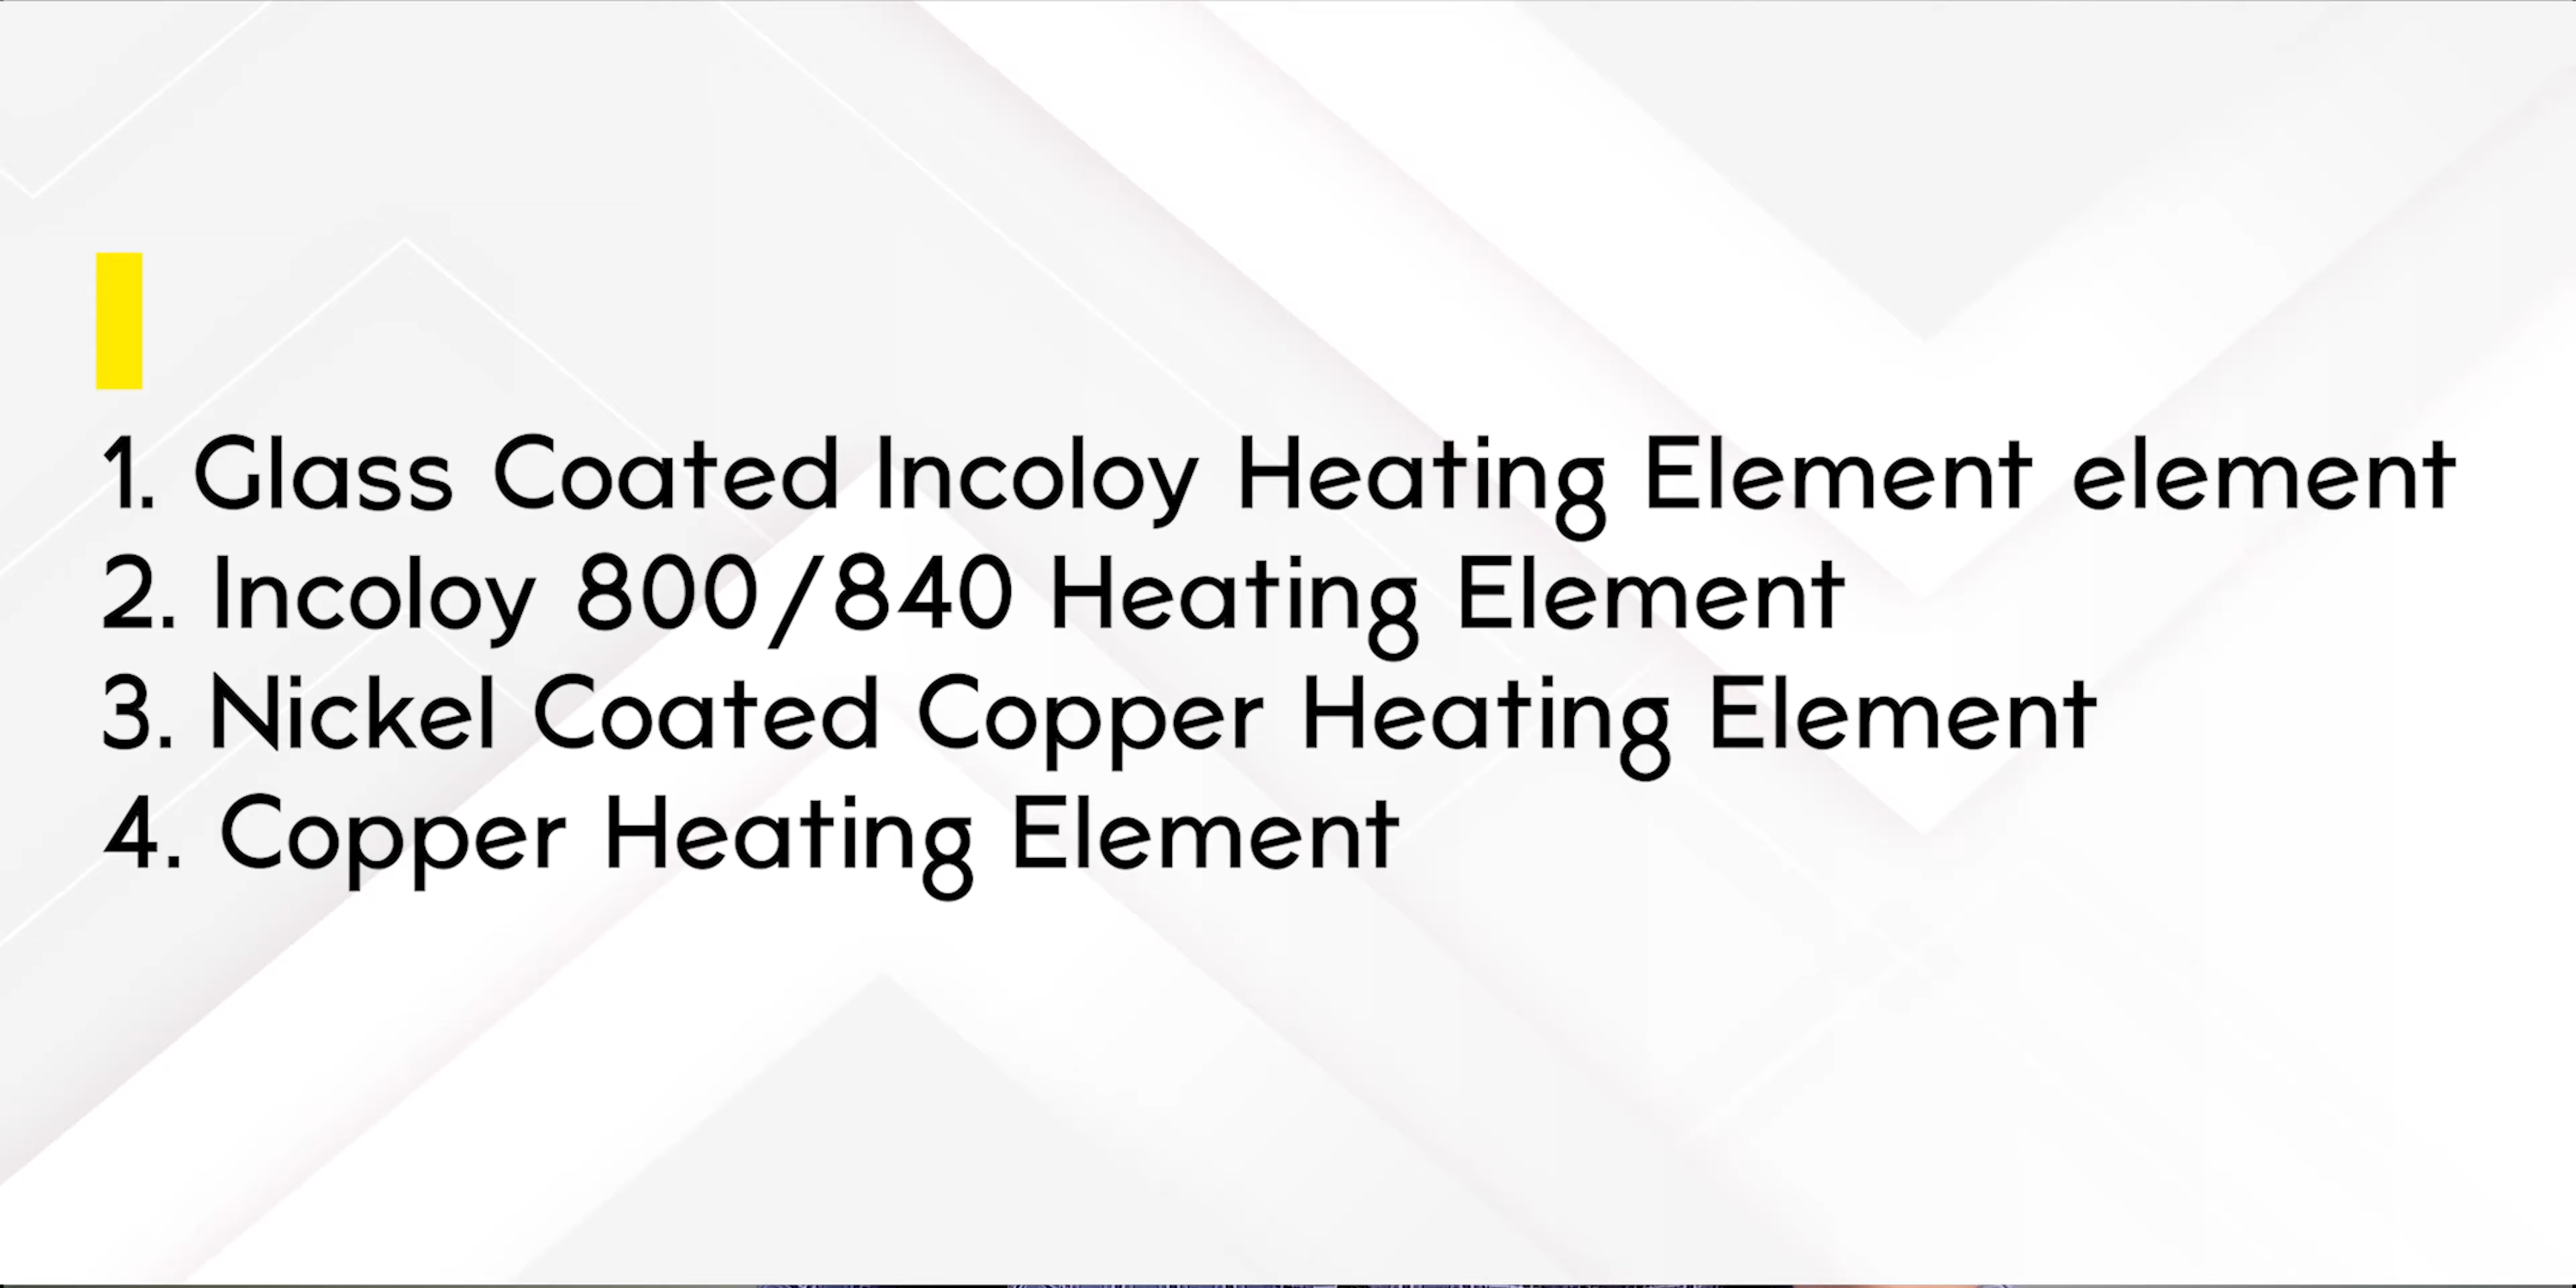 1. Glass Coated Incoloy Heating Element element
2. Incoloy 800/840 Heating Element
3. Nickel Coated Copper Heating Element
4. Copper Heating Element